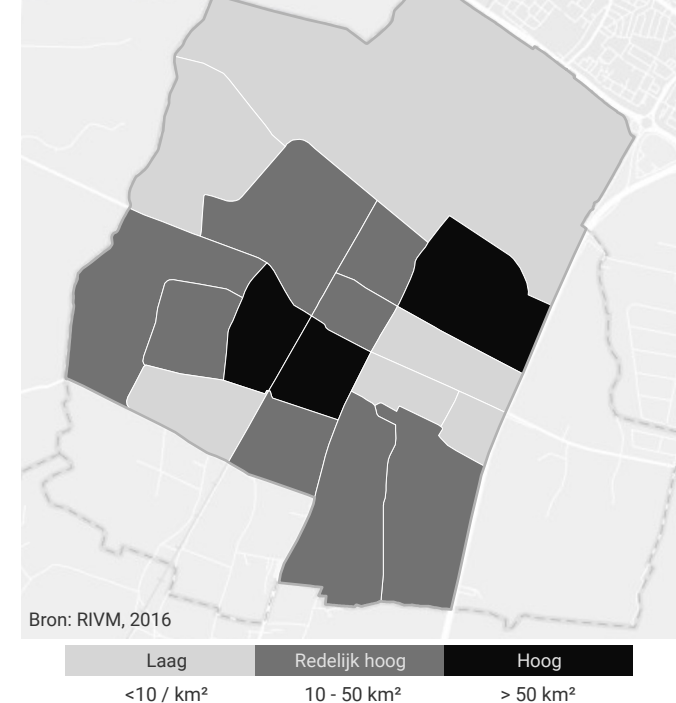 Bron: RIVM, 2016
Laag Redelijk hoog Hoog
<10 / km² 10 - 50 km² > 50 km²